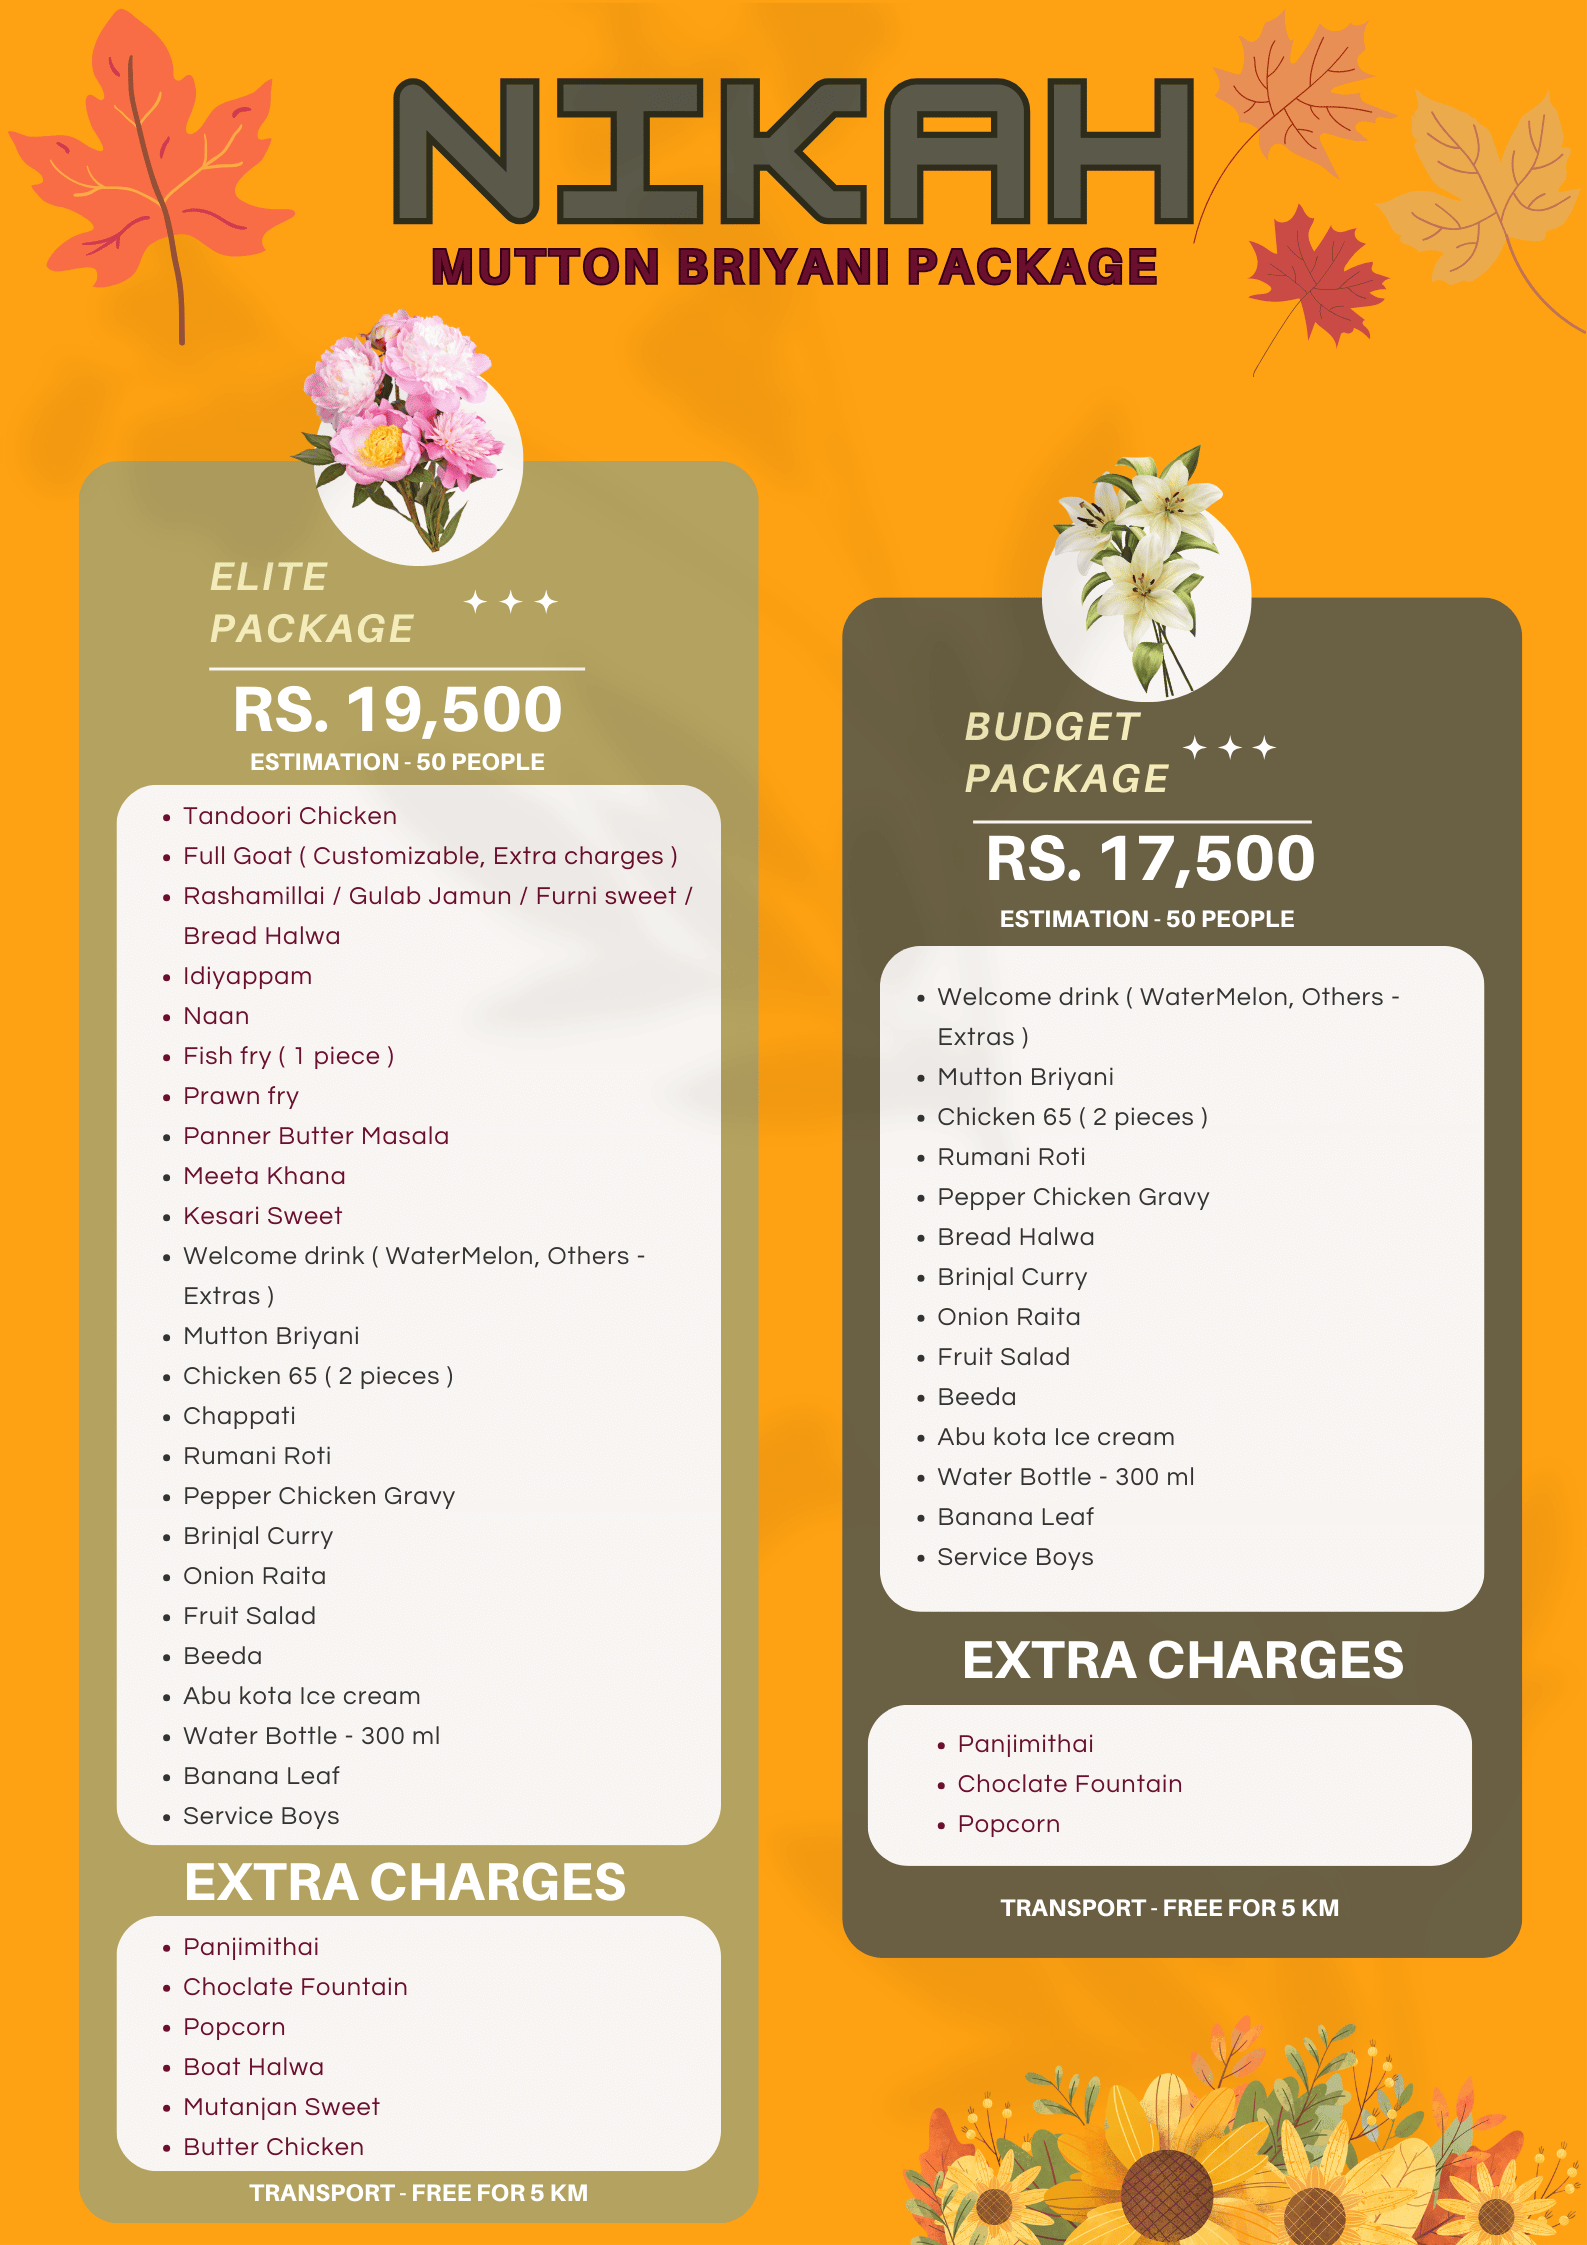 NIKAH
MUTTON BRIYANI PACKAGE
ELITE
PACKAGE
RS. 19,500
ESTIMATION - 50 PEOPLE
Tandoori Chicken
Full Goat ( Customizable, Extra charges )
Rashamillai / Gulab Jamun / Furni sweet /
Bread Halwa
Idiyappam
Naan
Fish fry ( 1 piece )
Prawn fry
Panner Butter Masala
Meeta Khana
Kesari Sweet
Welcome drink ( WaterMelon, Others -
Extras )
Mutton Briyani
Chicken 65 ( 2 pieces )
Chappati
Rumani Roti
Pepper Chicken Gravy
Brinjal Curry
Onion Raita
Fruit Salad
Beeda
Abu kota Ice cream
Water Bottle - 300 ml
Banana Leaf
Service Boys
EXTRA CHARGES
Panjimithai
Choclate Fountain
Popcorn
Boat Halwa
Mutanjan Sweet
Butter Chicken
TRANSPORT - FREE FOR 5 KM
BUDGET
PACKAGE
RS. 17,500
ESTIMATION - 50 PEOPLE
Welcome drink ( WaterMelon, Others -
Extras )
Mutton Briyani
Chicken 65 ( 2 pieces )
Rumani Roti
Pepper Chicken Gravy
Bread Halwa
Brinjal Curry
Onion Raita
Fruit Salad
Beeda
Abu kota Ice cream
Water Bottle - 300 ml
Banana Leaf
Service Boys
EXTRA CHARGES
Panjimithai
Choclate Fountain
Popcorn
TRANSPORT - FREE FOR 5 KM